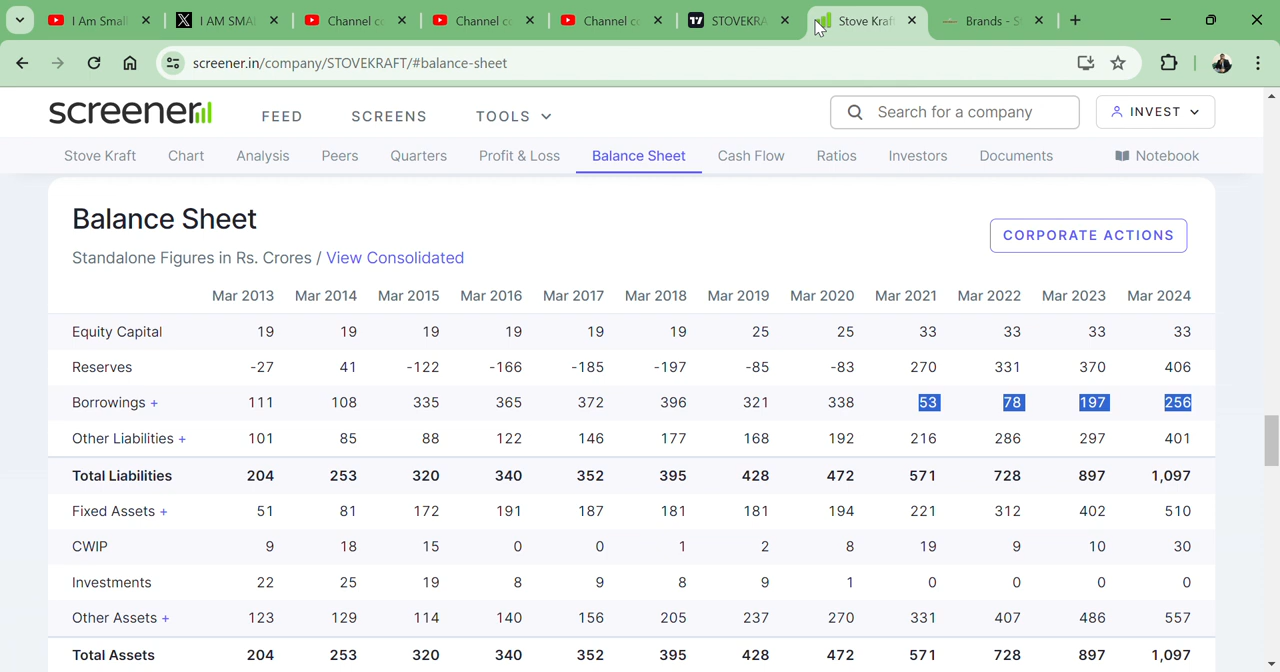 I Am Small
I AM SMA
Channel c
Channel c
Channel c
STOVEKRA
Stove Kraf
Brands - S
screener.in/company/STOVEKRAFT/#balance-sheet
screener FEED SCREENS TOOLS Search for a company INVEST
Stove Kraft Chart Analysis Peers Quarters Profit & Loss Balance Sheet Cash Flow Ratios Investors Documents Notebook
Balance Sheet
CORPORATE ACTIONS
Standalone Figures in Rs. Crores / View Consolidated
Mar 2013 Mar 2014 Mar 2015 Mar 2016 Mar 2017 Mar 2018 Mar 2019 Mar 2020 Mar 2021 Mar 2022 Mar 2023 Mar 2024
Equity Capital 19 19 19 19 19 19 25 25 33 33 33 33
Reserves -27 41 -122 -166 -185 -197 -85 -83 270 331 370 406
Borrowings + 111 108 335 365 372 396 321 338 53 78 197 256
Other Liabilities + 101 85 88 122 146 177 168 192 216 286 297 401
Total Liabilities 204 253 320 340 352 395 428 472 571 728 897 1,097
Fixed Assets + 51 81 172 191 187 181 181 194 221 312 402 510
CWIP 9 18 15 0 0 1 2 8 19 9 10 30
Investments 22 25 19 8 9 8 9 1 0 0 0 0
Other Assets + 123 129 114 140 156 205 237 270 331 407 486 557
Total Assets 204 253 320 340 352 395 428 472 571 728 897 1,097